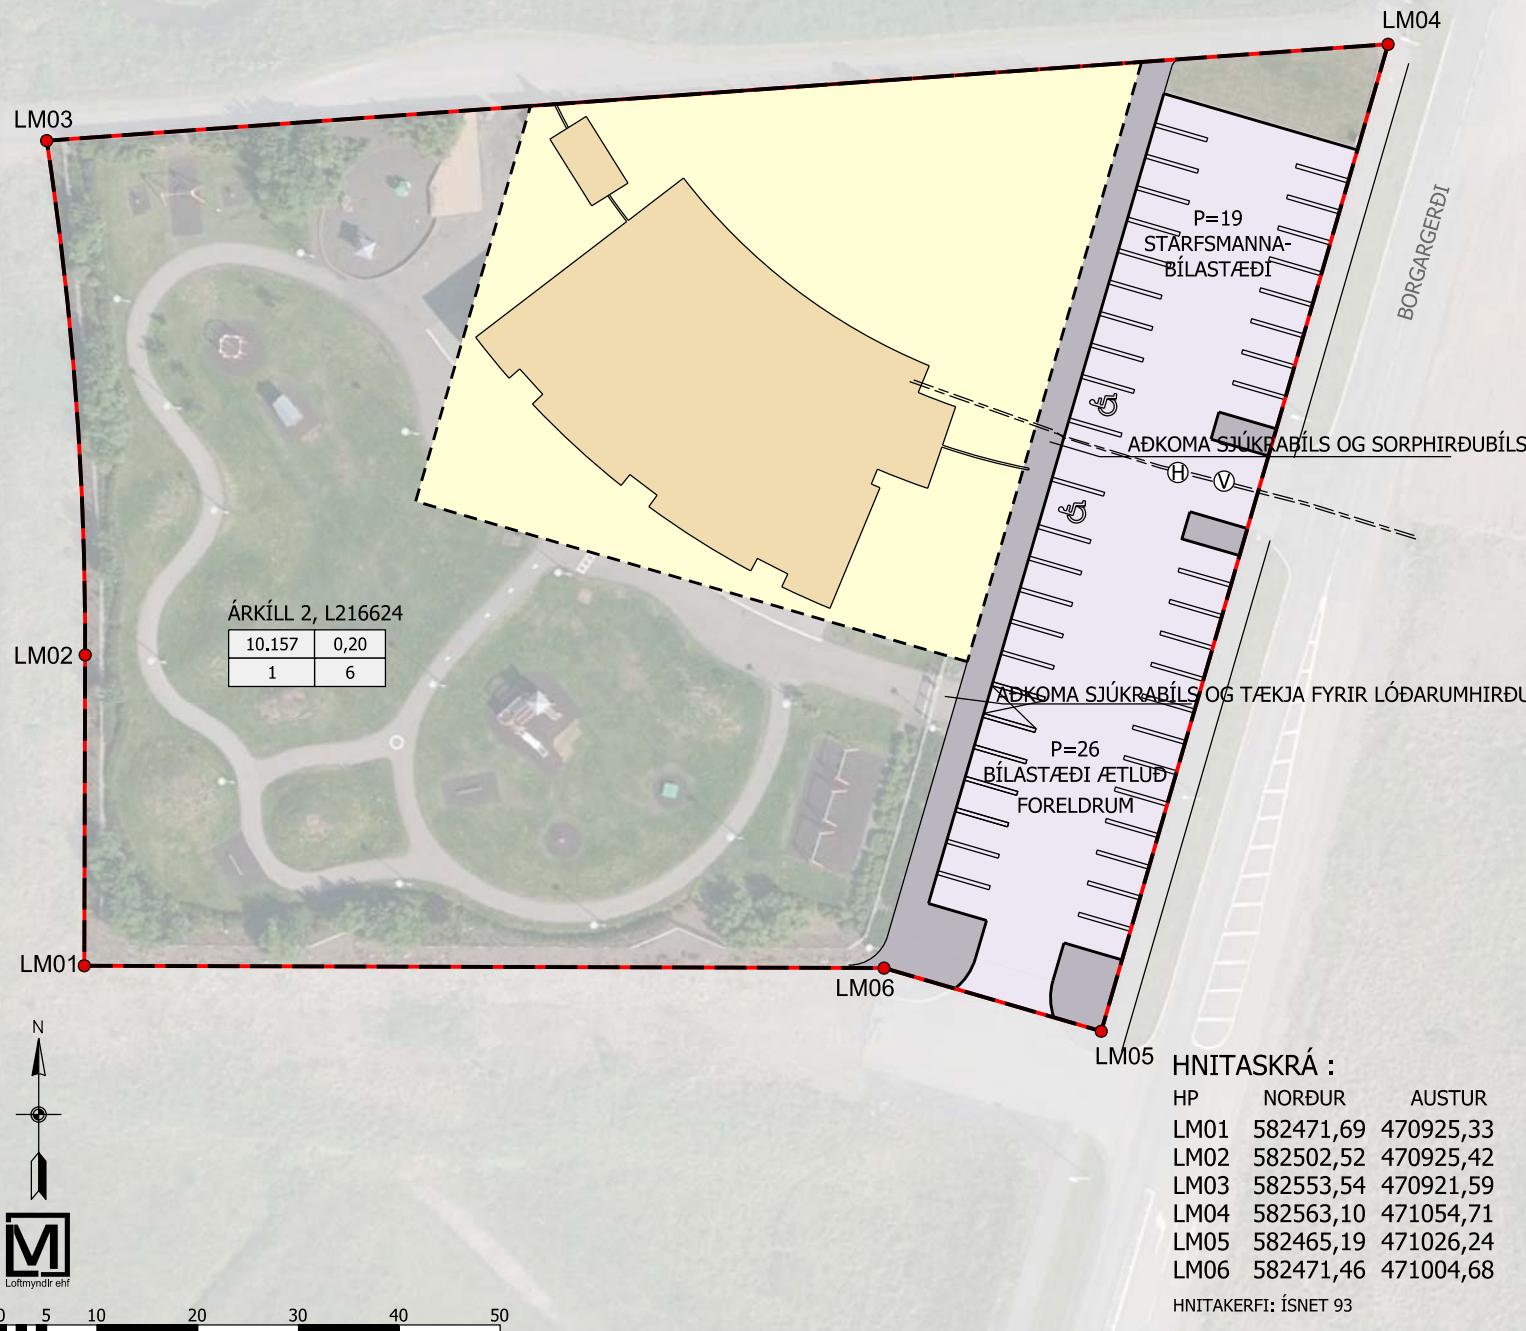 LM04
LM03
P=19
STARFSMANNA-
BÍLASTÆÐI
BORGARGERÐI
AÐKOMA SJÚKRABÍLS OG SORPHIRÐUBÍLS
H V
ÁRKÍLL 2, L216624
10.157 0,20
1 6
LM02
AÐKOMA SJÚKRABÍLS OG TÆKJA FYRIR LÓÐARUMHIRÐU
P=26
BÍLASTÆÐI ÆTLUÐ
FORELDRUM
LM01
LM06
LM05
N
HNITASKRÁ :
HP NORÐUR AUSTUR
LM01 582471,69 470925,33
LM02 582502,52 470925,42
LM03 582553,54 470921,59
LM04 582563,10 471054,71
LM05 582465,19 471026,24
LM06 582471,46 471004,68
HNITAKERFI: ÍSNET 93
M
Loftmyndir ehf
0 5 10 20 30 40 50